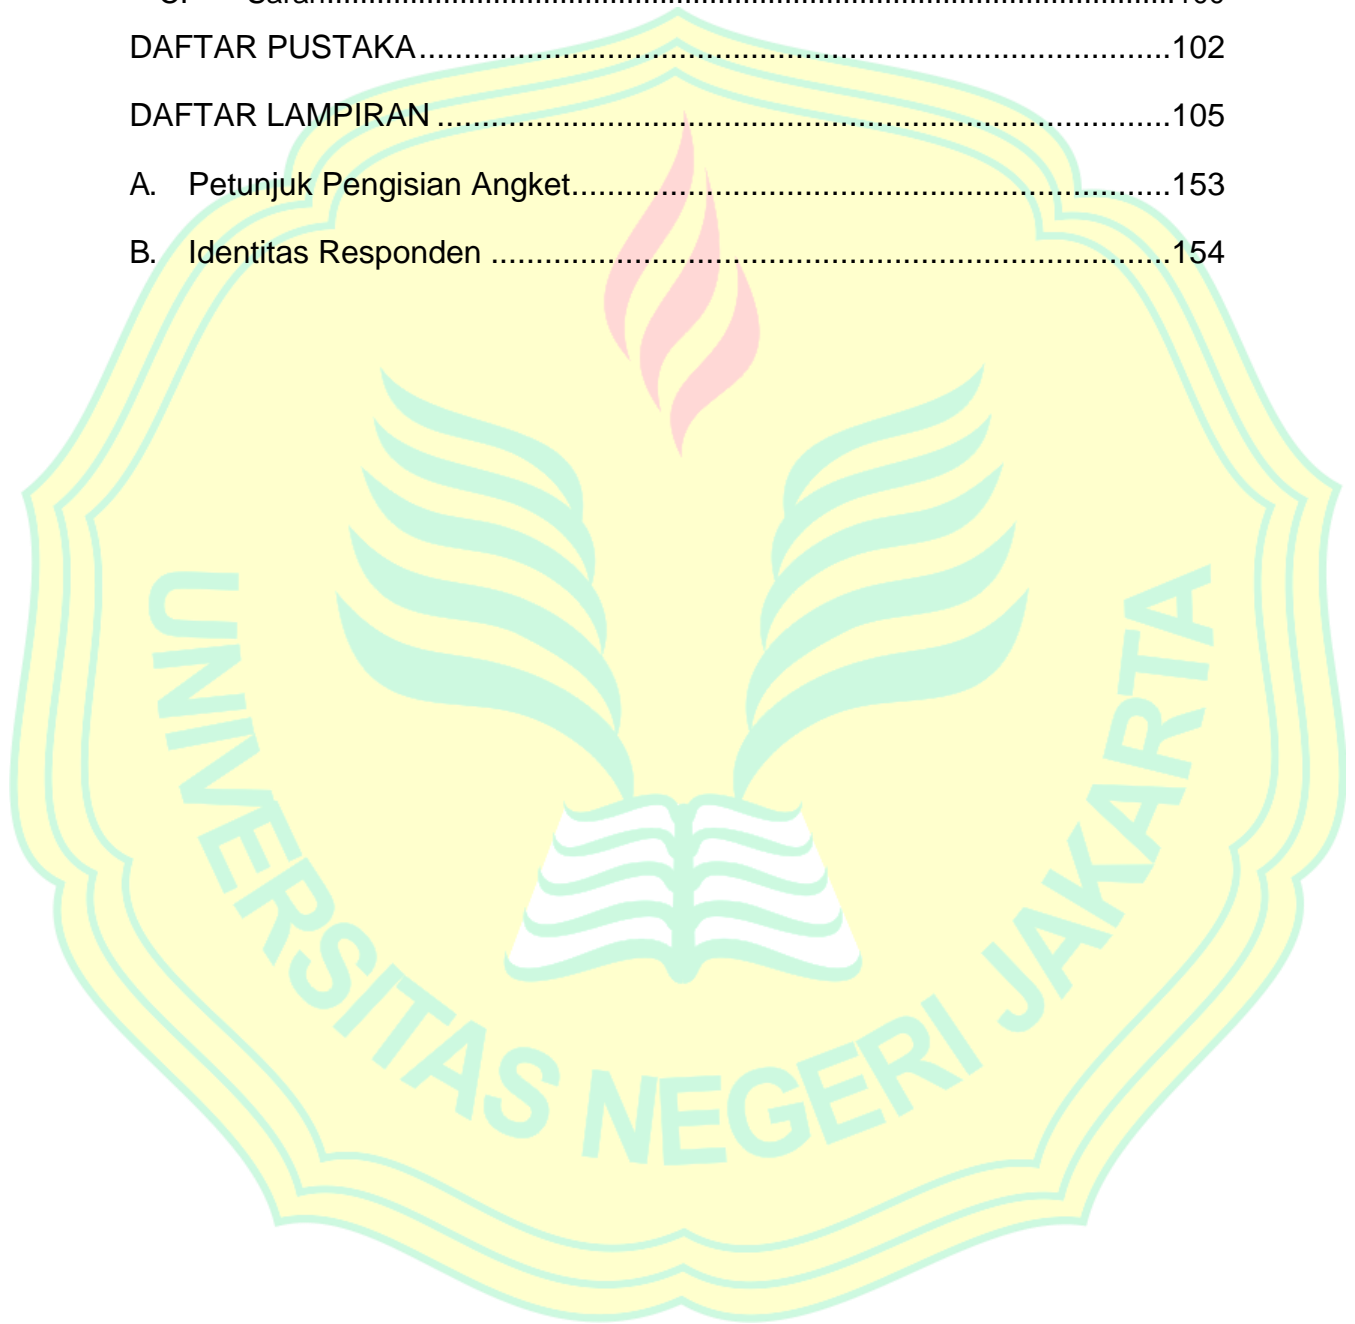 DAFTAR PUSTAKA....................................................................................102
DAFTAR LAMPIRAN ..................................................................................105
A. Petunjuk Pengisian Angket...................................................................153
B. Identitas Responden ............................................................................154
UNIVERSITAS NEGERI JAKARTA